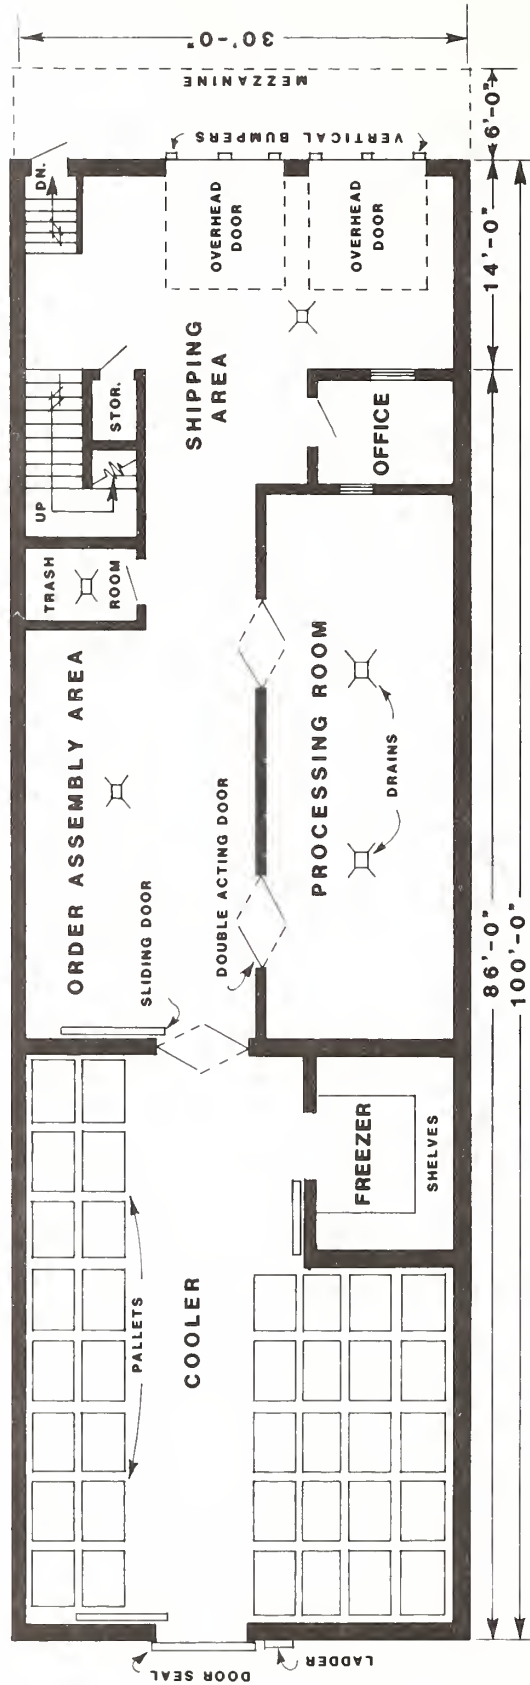 30'-0"
MEZZANINE
6'-0"
VERTICAL BUMPERS
DN.
OVERHEAD
DOOR
OVERHEAD
DOOR
14'-0"
SHIPPING
AREA
STOR.
OFFICE
UP
TRASH
ROOM
ORDER ASSEMBLY AREA
PROCESSING ROOM
DRAINS
DOUBLE ACTING DOOR
SLIDING DOOR
86'-0"
100'-0"
FREEZER
SHELVES
COOLER
PALLETS
DOOR SEAL
LADDER